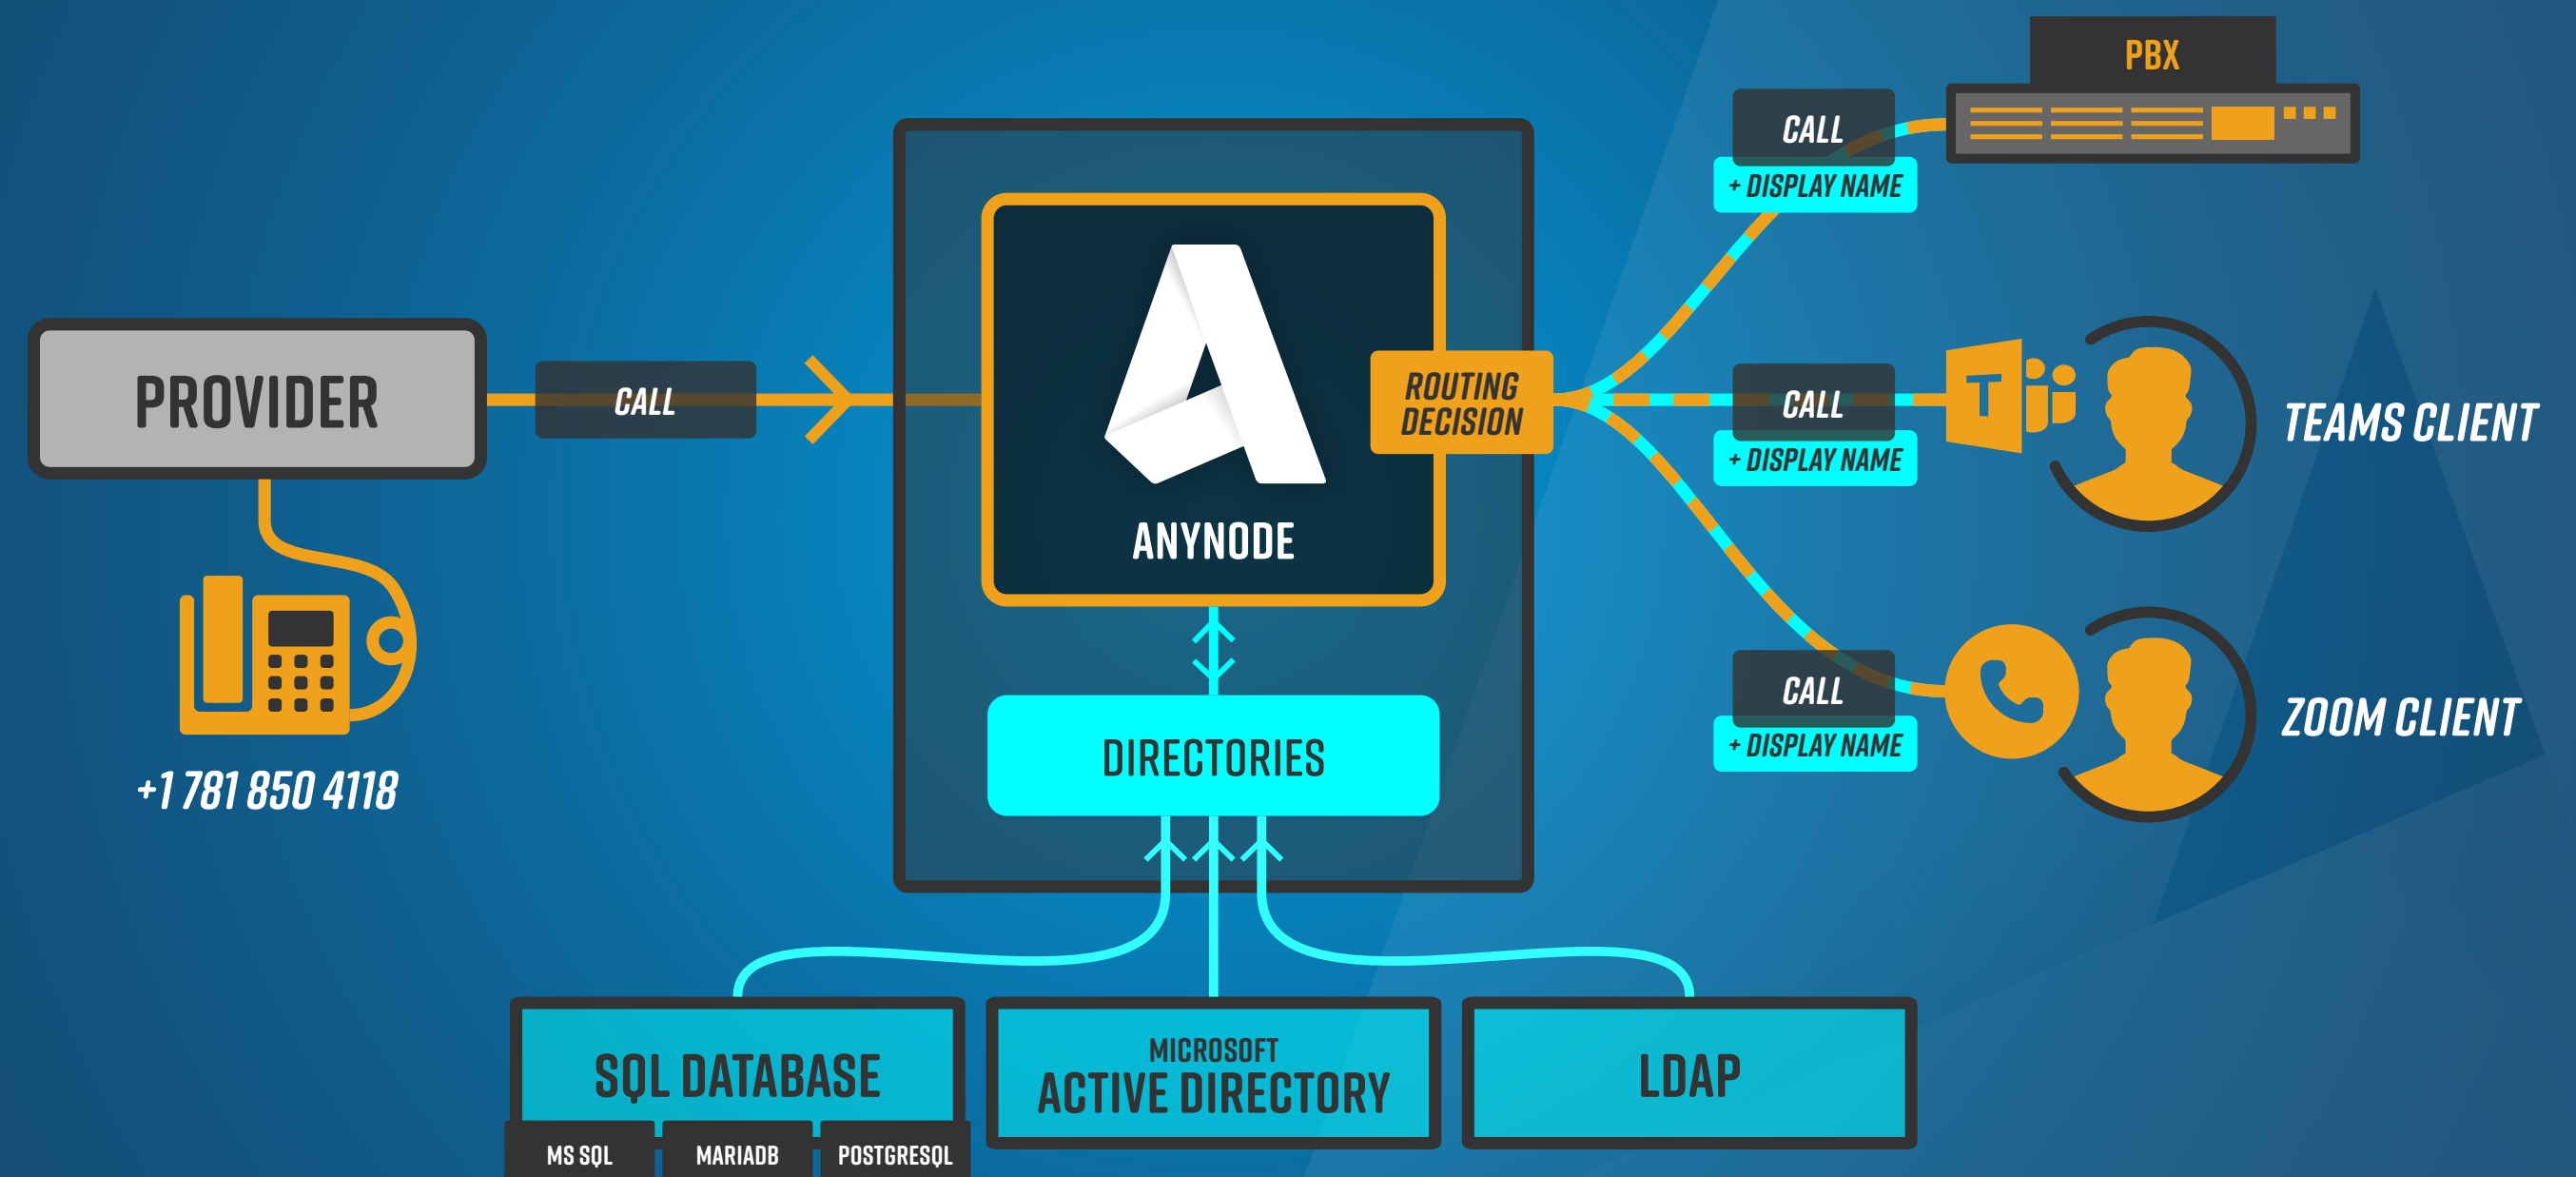 PBX
CALL
+ DISPLAY NAME
PROVIDER
CALL
ROUTING
DECISION
CALL
+ DISPLAY NAME
T
TEAMS CLIENT
ANYNODE
+1 781 850 4118
CALL
+ DISPLAY NAME
ZOOM CLIENT
DIRECTORIES
SQL DATABASE
MS SQL
MARIADB
POSTGRESQL
MICROSOFT
ACTIVE DIRECTORY
LDAP